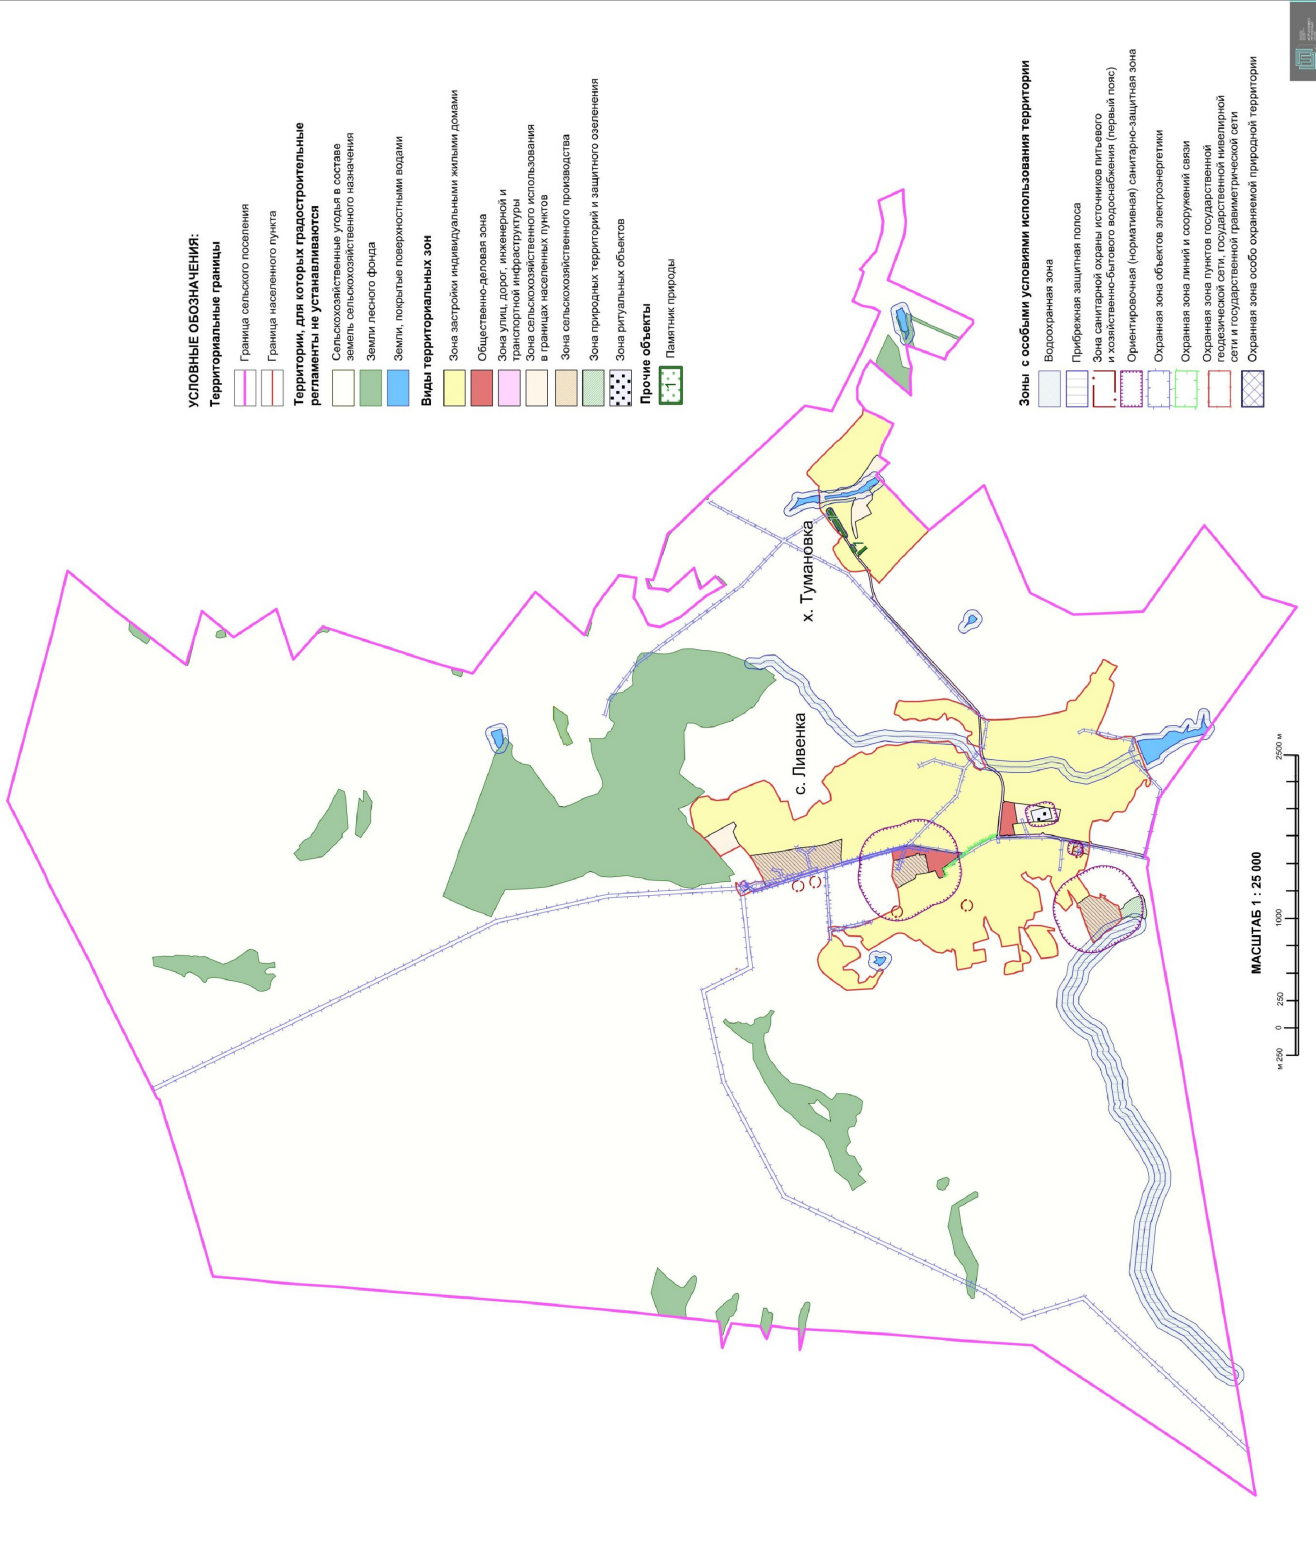 УСЛОВНЫЕ ОБОЗНАЧЕНИЯ:
Территориальные границы
Граница сельского поселения
Граница населенного пункта
Территории, для которых градостроительные
регламенты не устанавливаются
Сельскохозяйственные угодья в составе
земель сельскохозяйственного назначения
Земли лесного фонда
Земли, покрытые поверхностными водами
Виды территориальных зон
Зона застройки индивидуальными жилыми домами
Общественно-деловая зона
Зона улиц, дорог, инженерной и
транспортной инфраструктуры
Зона сельскохозяйственного использования
в границах населенных пунктов
Зона сельскохозяйственного производства
Зона природных территорий и защитного озеленения
Зона ритуальных объектов
Прочие объекты
1
Памятник природы
Зоны с особыми условиями использования территории
Водоохранная зона
Прибрежная защитная полоса
Зона санитарной охраны источников питьевого
и хозяйственно-бытового водоснабжения (первый пояс)
Ориентировочная (нормативная) санитарно-защитная зона
Охранная зона объектов электроэнергетики
Охранная зона линий и сооружений связи
Охранная зона пунктов государственной
геодезической сети, государственной нивелирной
сети и государственной гравиметрической сети
Охранная зона особо охраняемой природной территории
х. Тумановка
1
с. Ливенка
МАСШТАБ 1 : 25 000
м 250 0 250 1000 2500 м